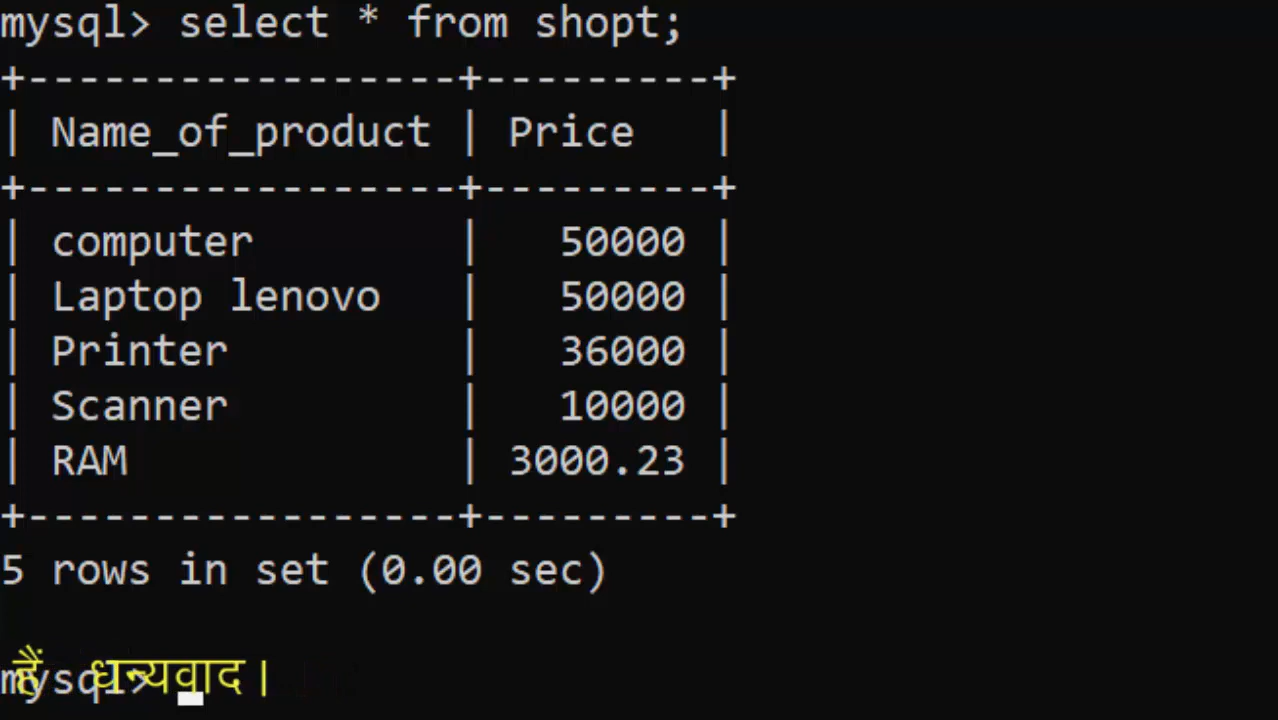 mysql> select * from shopt;
+-----------------+---------+
| Name_of_product | Price   |
+-----------------+---------+
| computer        |   50000 |
| Laptop lenovo   |   50000 |
| Printer         |   36000 |
| Scanner         |   10000 |
| RAM             | 3000.23 |
+-----------------+---------+
5 rows in set (0.00 sec)
mysql>
हैं धन्यवाद।